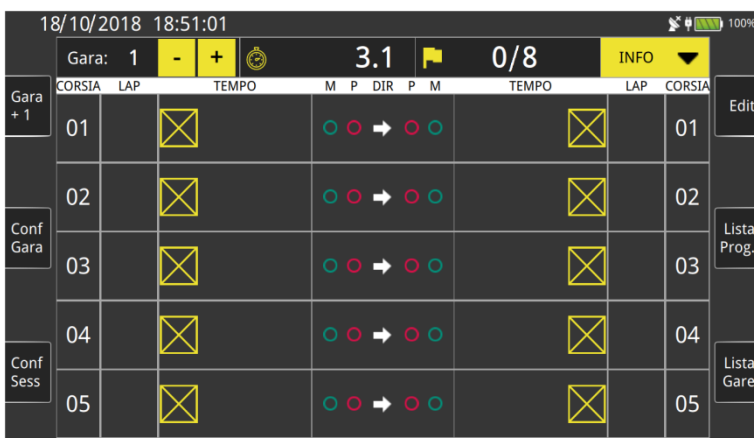 18/10/2018 18:51:01 100%
Gara: 1 - + 3.1 0/8 INFO
CORSIA LAP TEMPO M P DIR P M TEMPO LAP CORSIA
Gara
+ 1
Edit
01 01
02 02
Conf
Gara
Lista
Prog.
03 03
04 04
Conf
Sess
Lista
Gare
05 05